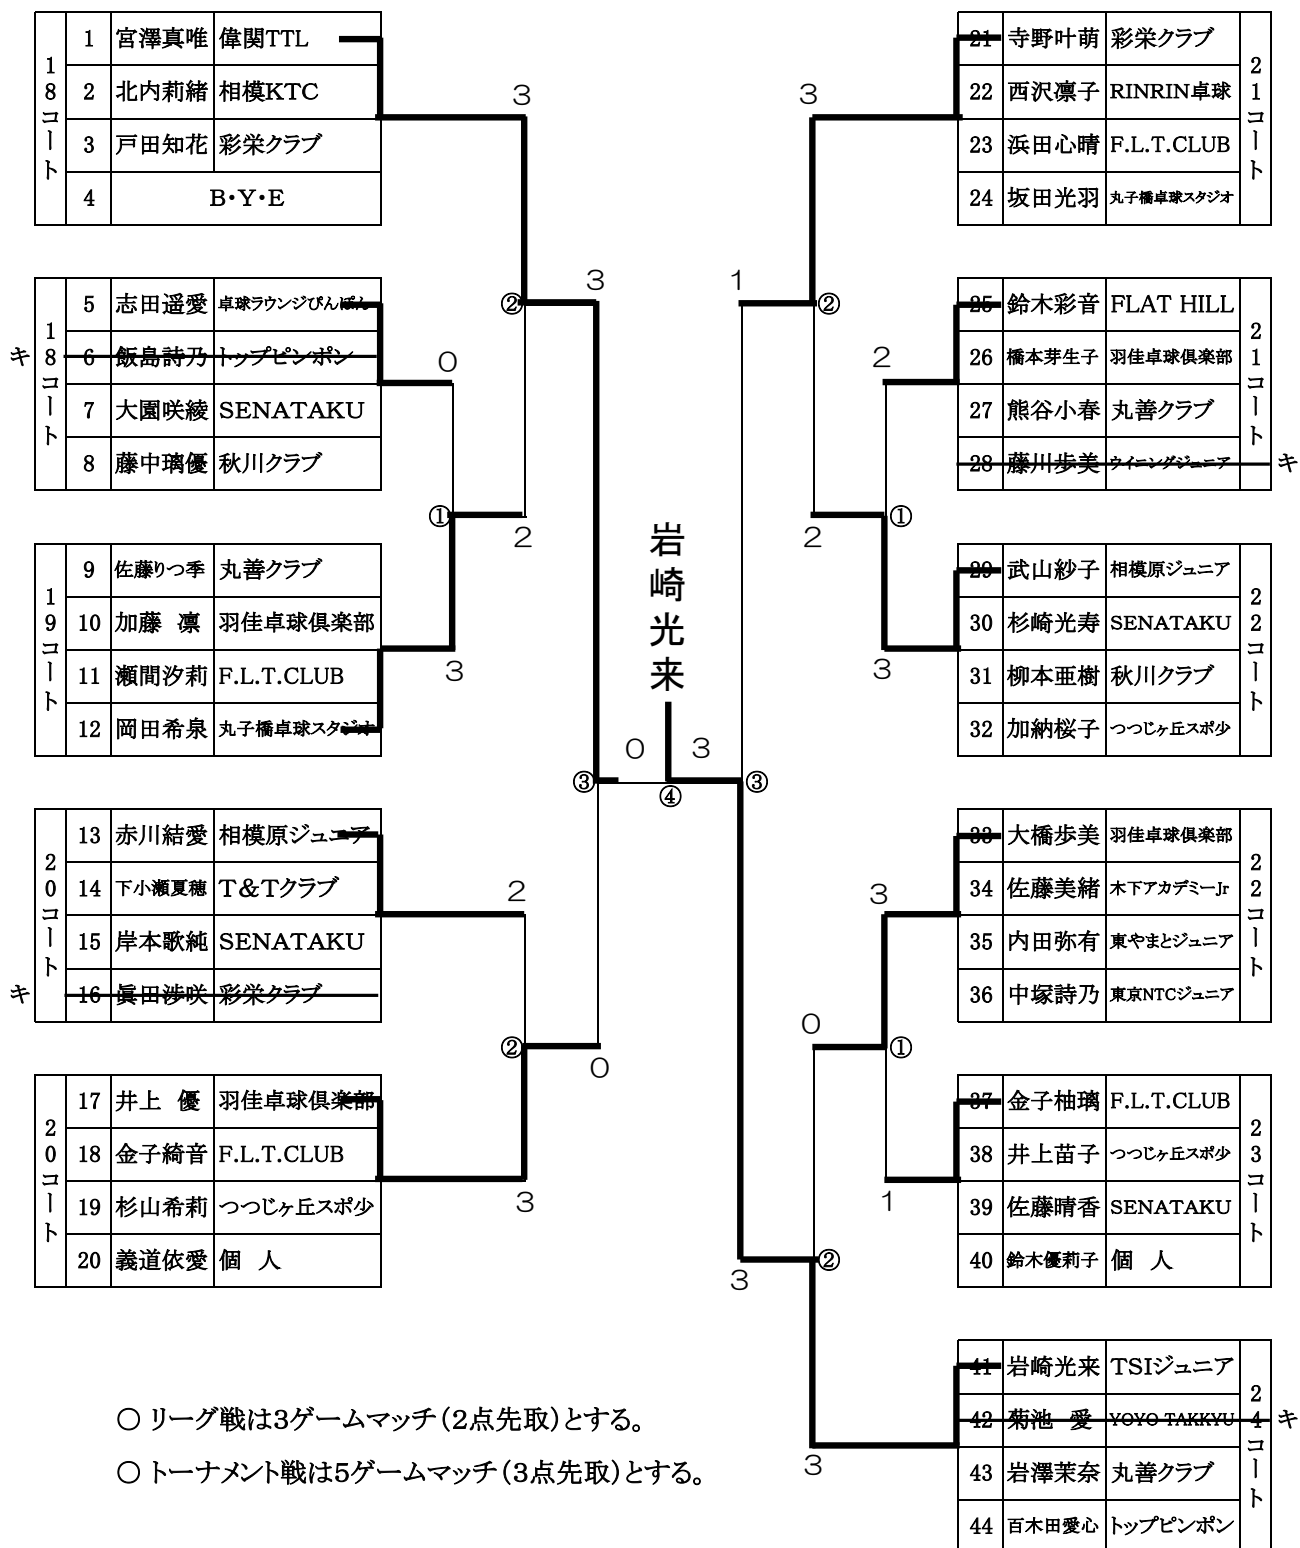 18コート
1 宮澤真唯 偉関TTL
2 北内莉緒 相模KTC
3 戸田知花 彩栄クラブ
4 B・Y・E
18コート
5 志田遥愛 卓球ラウンジぴんぽん
キ 6 飯島詩乃 トップピンポン
7 大園咲綾 SENATAKU
8 藤中璃優 秋川クラブ
19コート
9 佐藤りつ季 丸善クラブ
10 加藤 凛 羽佳卓球倶楽部
11 瀬間汐莉 F.L.T.CLUB
12 岡田希泉 丸子橋卓球スタジオ
20コート
13 赤川結愛 相模原ジュニア
14 下小瀬夏穂 T&Tクラブ
15 岸本歌純 SENATAKU
キ 16 眞田渉咲 彩栄クラブ
20コート
17 井上 優 羽佳卓球倶楽部
18 金子綺音 F.L.T.CLUB
19 杉山希莉 つつじヶ丘スポ少
20 義道依愛 個 人
3
3
②
0
①
2
3
2
②
0
3
③
0
岩崎光来
3
④
③
3
1
②
2
①
2
3
3
0
①
1
3
②
3
21コート
21 寺野叶萌 彩栄クラブ
22 西沢凛子 RINRIN卓球
23 浜田心晴 F.L.T.CLUB
24 坂田光羽 丸子橋卓球スタジオ
21コート
25 鈴木彩音 FLAT HILL
26 橋本芽生子 羽佳卓球倶楽部
27 熊谷小春 丸善クラブ
28 藤川歩美 ウイニングジュニア キ
22コート
29 武山紗子 相模原ジュニア
30 杉崎光寿 SENATAKU
31 柳本亜樹 秋川クラブ
32 加納桜子 つつじヶ丘スポ少
22コート
33 大橋歩美 羽佳卓球倶楽部
34 佐藤美緒 木下アカデミーJr
35 内田弥有 東やまとジュニア
36 中塚詩乃 東京NTCジュニア
23コート
37 金子柚璃 F.L.T.CLUB
38 井上苗子 つつじヶ丘スポ少
39 佐藤晴香 SENATAKU
40 鈴木優莉子 個 人
24コート
41 岩崎光来 TSIジュニア
42 菊池 愛 YOYO TAKKYU キ
43 岩澤茉奈 丸善クラブ
44 百木田愛心 トップピンポン
○ リーグ戦は3ゲームマッチ(2点先取)とする。
○ トーナメント戦は5ゲームマッチ(3点先取)とする。